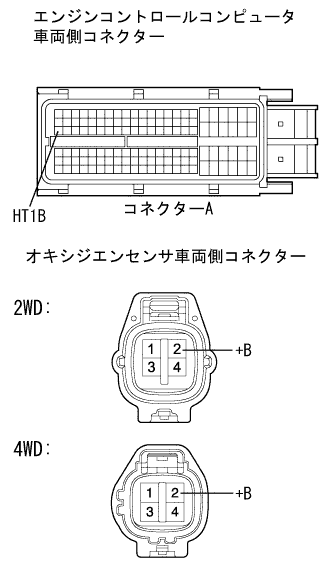 エンジンコントロールコンピュータ
車両側コネクター
HT1B
コネクターA
オキシジエンセンサ車両側コネクター
2WD:
1 2
+B
3 4
4WD:
1 2
+B
3 4